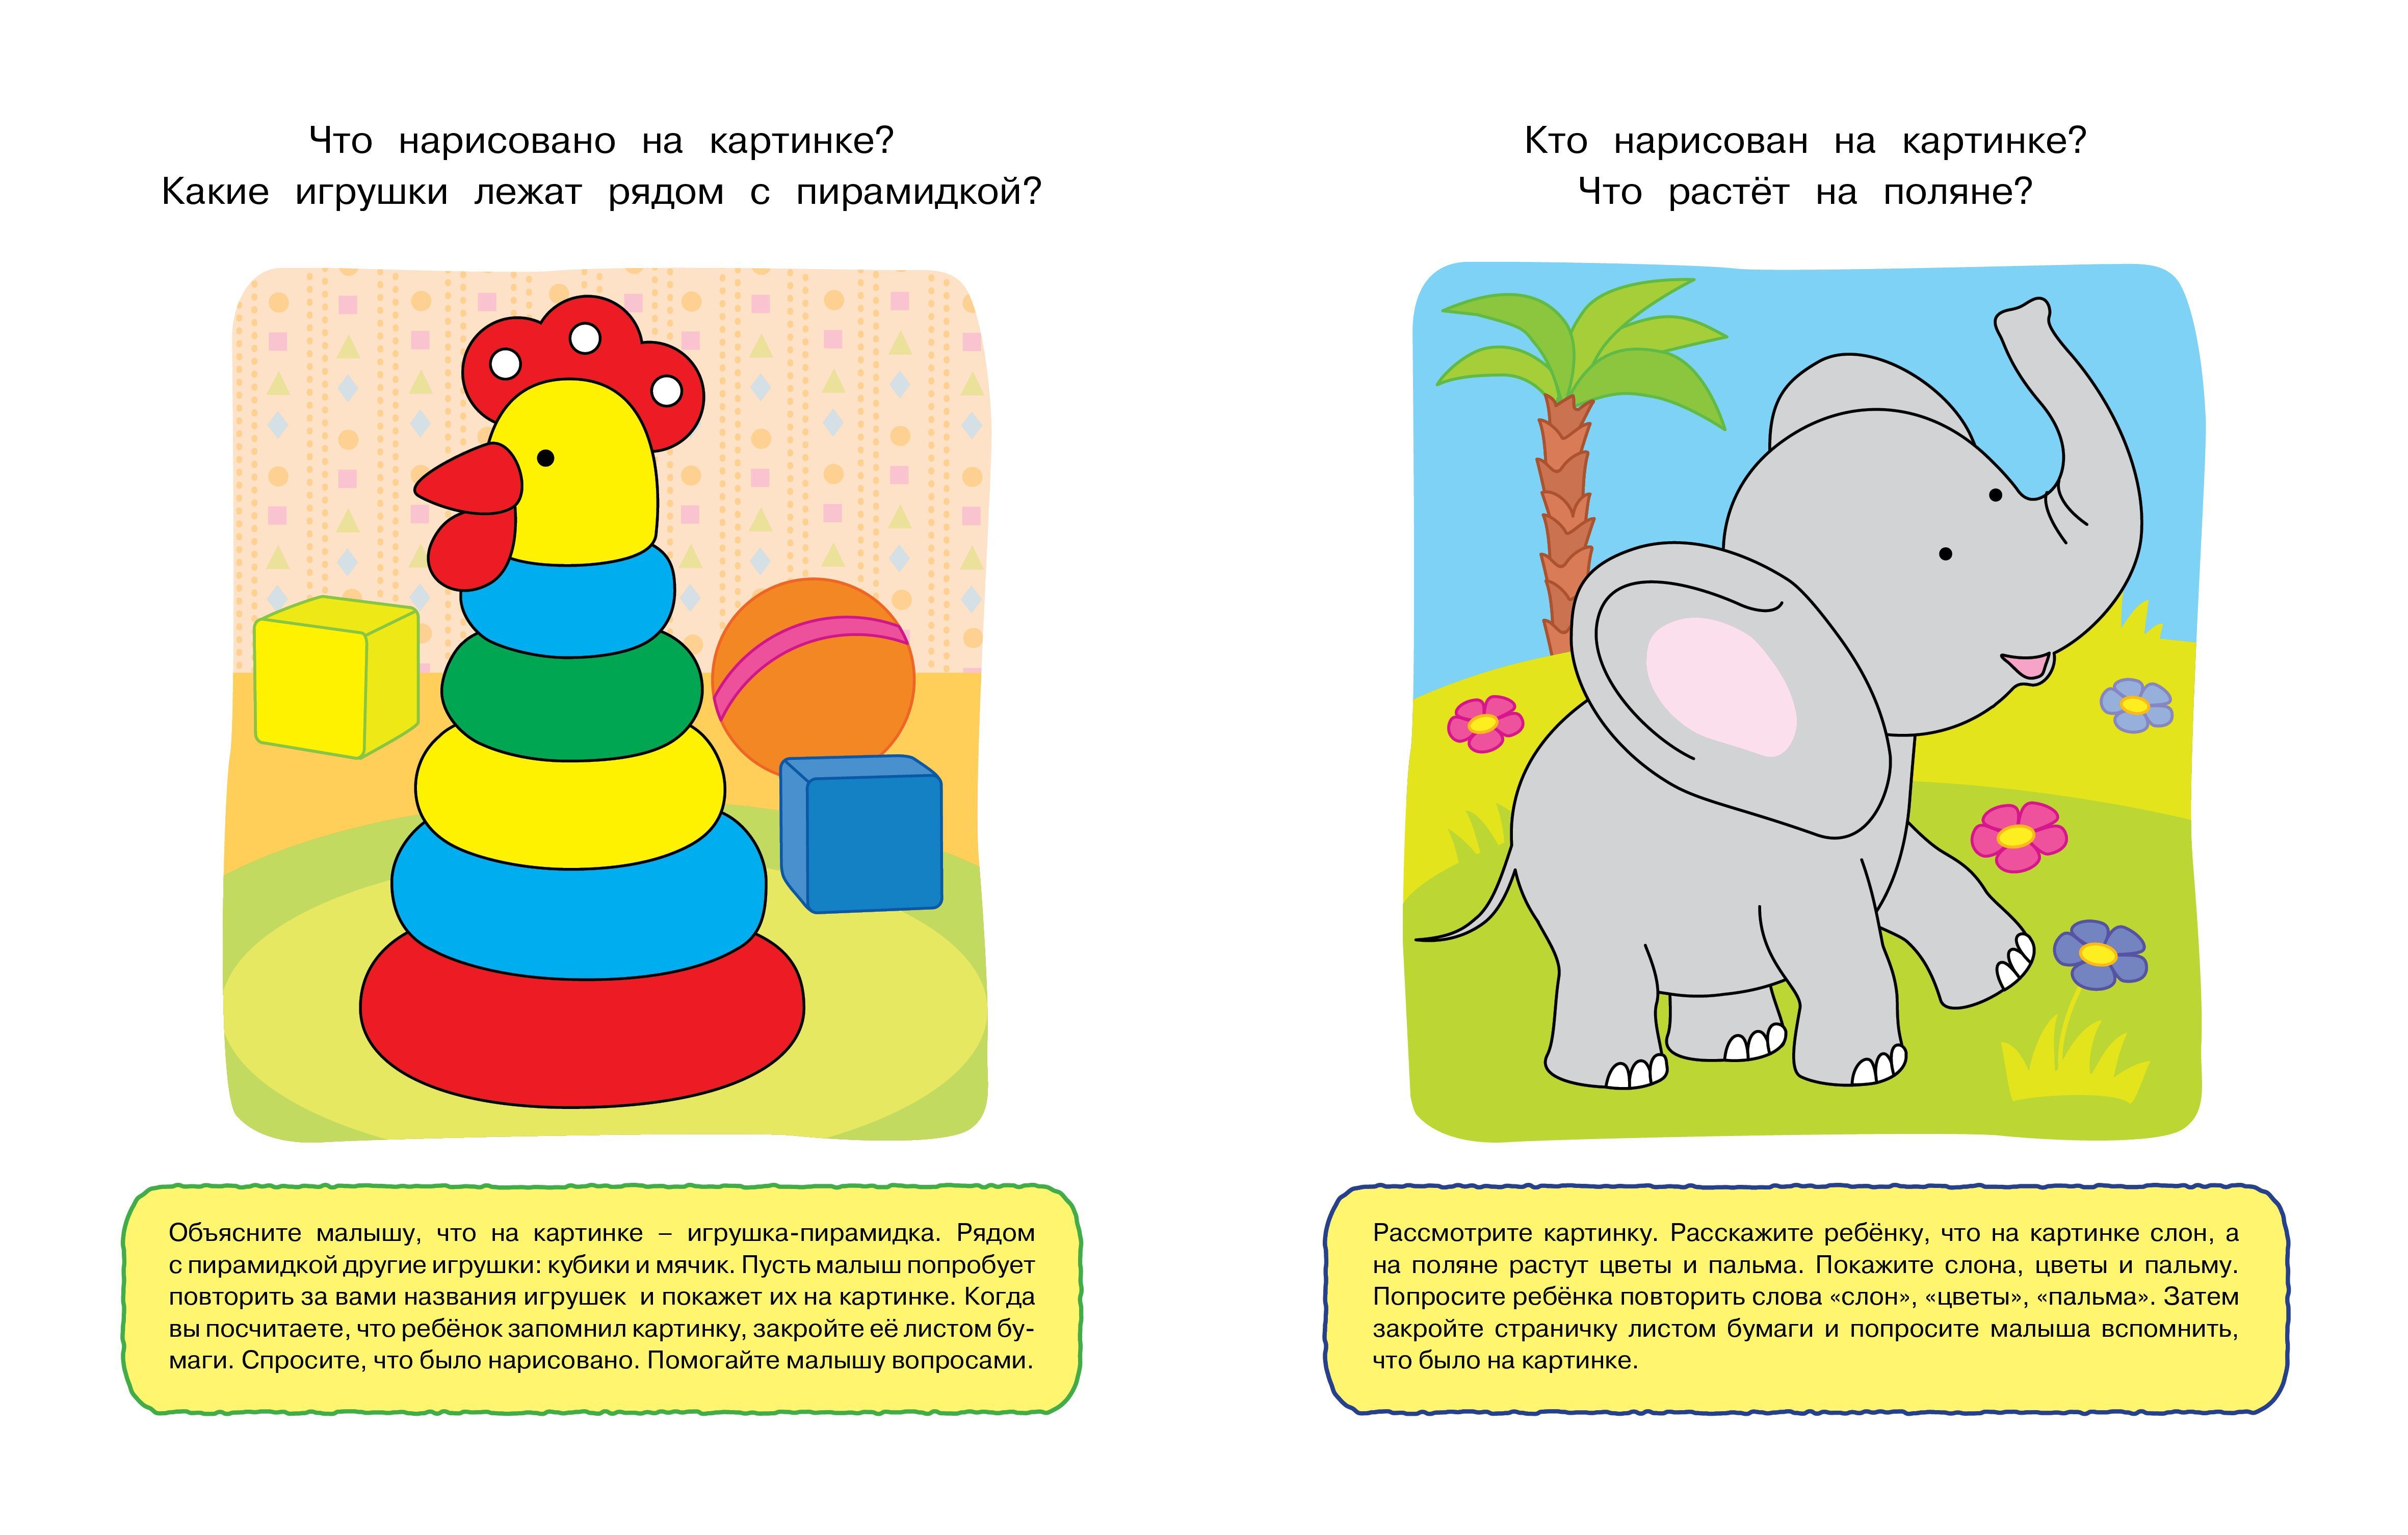 Что нарисовано на картинке?
Какие игрушки лежат рядом с пирамидкой?
Объясните малышу, что на картинке – игрушка-пирамидка. Рядом
с пирамидкой другие игрушки: кубики и мячик. Пусть малыш попробует
повторить за вами названия игрушек и покажет их на картинке. Когда
вы посчитаете, что ребёнок запомнил картинку, закройте её листом бу-
маги. Спросите, что было нарисовано. Помогайте малышу вопросами.
Кто нарисован на картинке?
Что растёт на поляне?
Рассмотрите картинку. Расскажите ребёнку, что на картинке слон, а
на поляне растут цветы и пальма. Покажите слона, цветы и пальму.
Попросите ребёнка повторить слова «слон», «цветы», «пальма». Затем
закройте страничку листом бумаги и попросите малыша вспомнить,
что было на картинке.